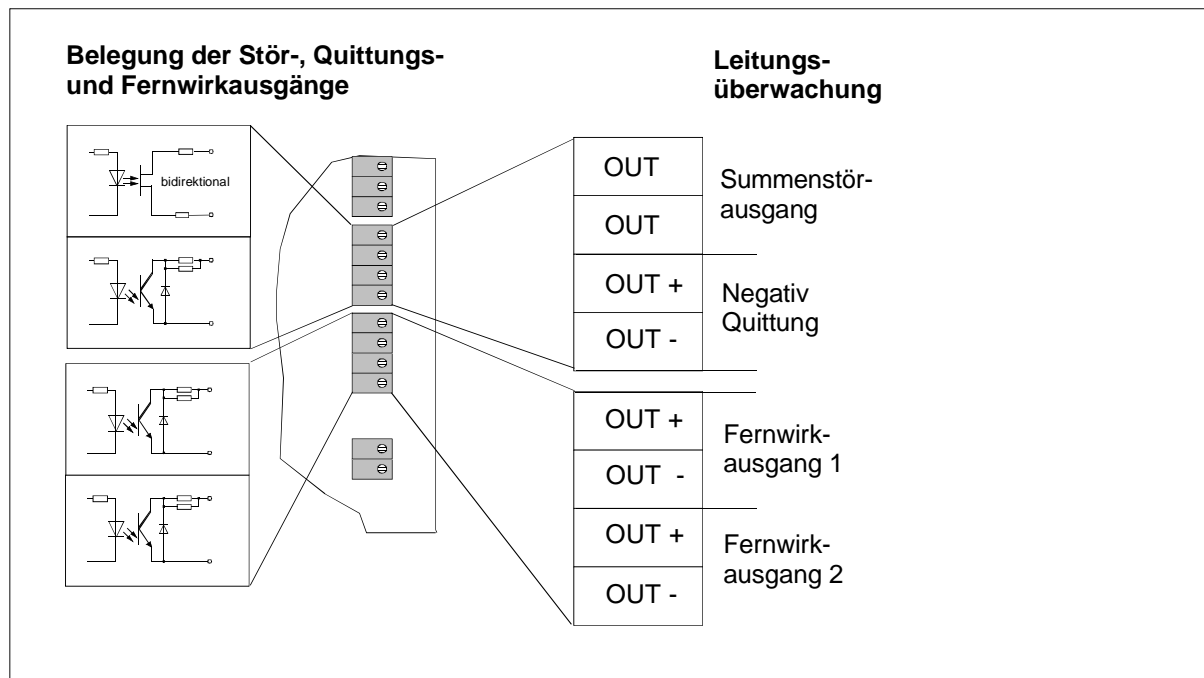 Belegung der Stör-, Quittungs-
und Fernwirkausgänge
Leitungs-
überwachung
bidirektional
OUT
OUT
Summenstör-
ausgang
OUT +
OUT -
Negativ
Quittung
OUT +
OUT -
Fernwirk-
ausgang 1
OUT +
OUT -
Fernwirk-
ausgang 2